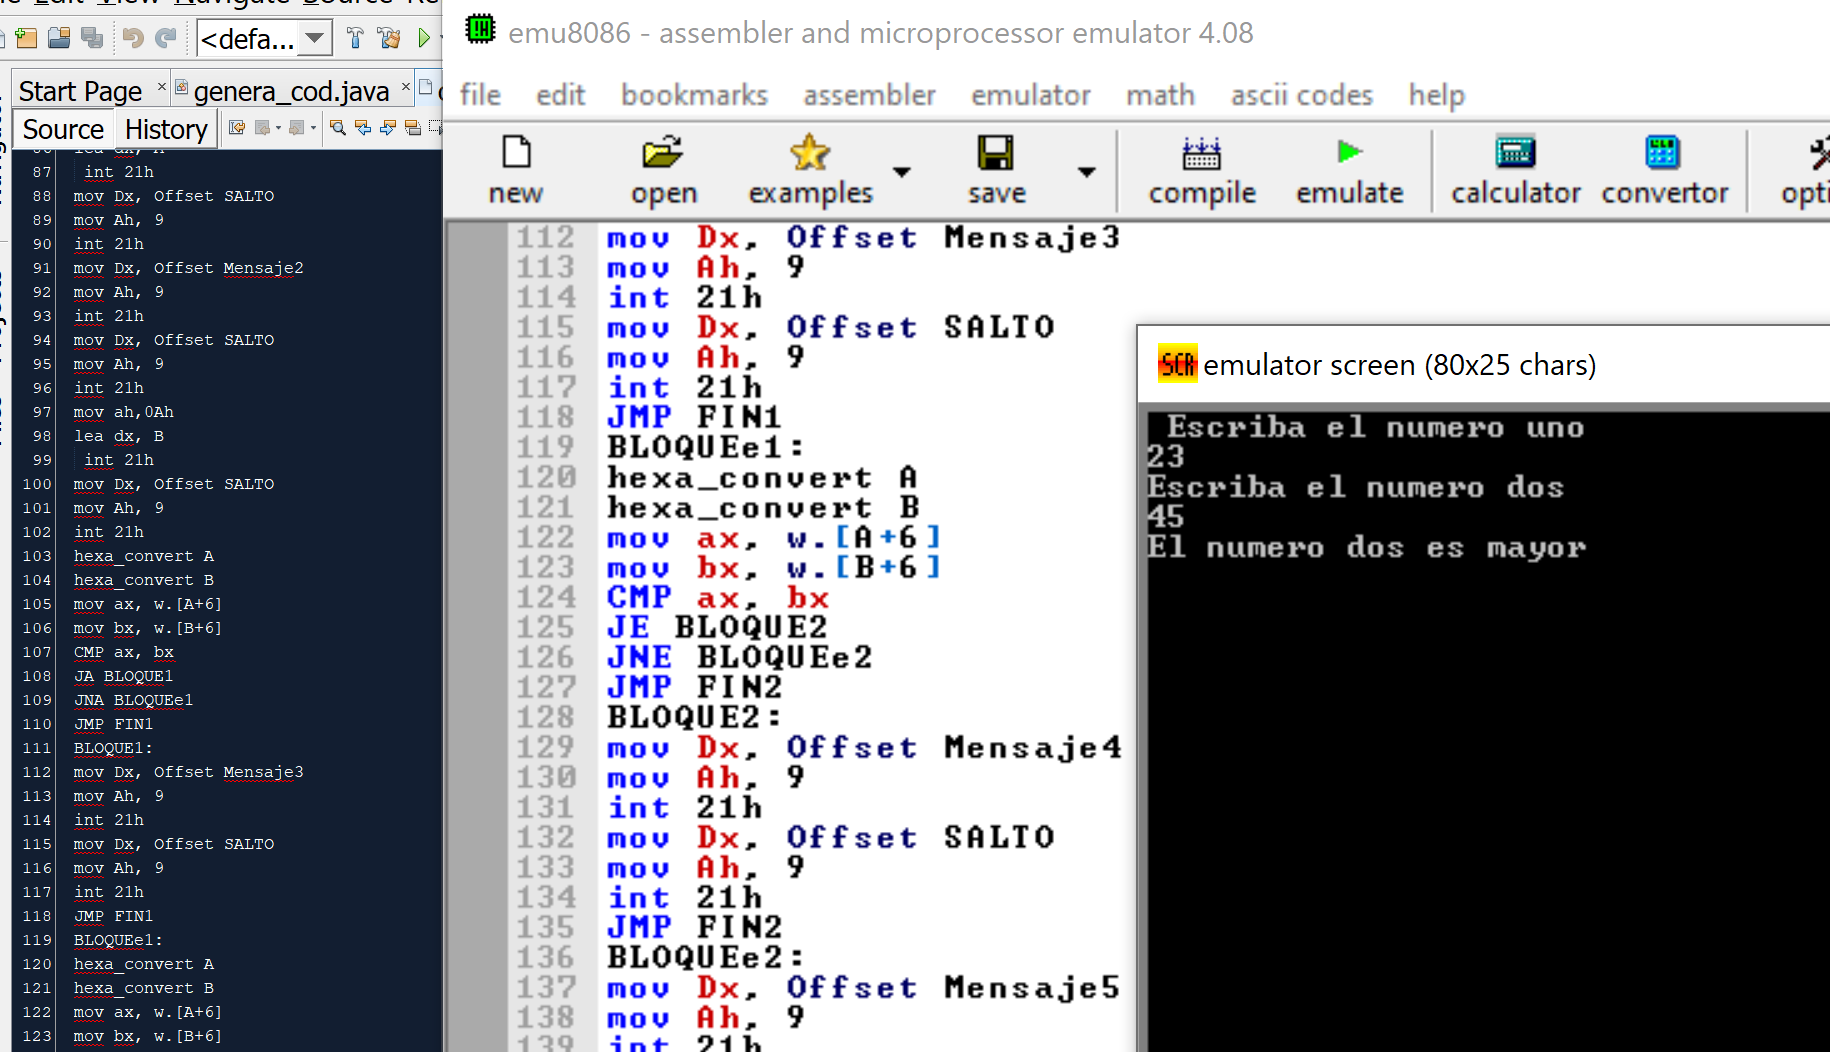 <defa...
Start Page × genera_cod.java ×
Source History
87 int 21h
88 mov Dx, Offset SALTO
89 mov Ah, 9
90 int 21h
91 mov Dx, Offset Mensaje2
92 mov Ah, 9
93 int 21h
94 mov Dx, Offset SALTO
95 mov Ah, 9
96 int 21h
97 mov ah,0Ah
98 lea dx, B
99 int 21h
100 mov Dx, Offset SALTO
101 mov Ah, 9
102 int 21h
103 hexa_convert A
104 hexa_convert B
105 mov ax, w.[A+6]
106 mov bx, w.[B+6]
107 CMP ax, bx
108 JA BLOQUE1
109 JNA BLOQUEe1
110 JMP FIN1
111 BLOQUE1:
112 mov Dx, Offset Mensaje3
113 mov Ah, 9
114 int 21h
115 mov Dx, Offset SALTO
116 mov Ah, 9
117 int 21h
118 JMP FIN1
119 BLOQUEe1:
120 hexa_convert A
121 hexa_convert B
122 mov ax, w.[A+6]
123 mov bx, w.[B+6]
emu8086 - assembler and microprocessor emulator 4.08
file edit bookmarks assembler emulator math ascii codes help
new open examples save compile emulate calculator convertor opti
112 mov Dx, Offset Mensaje3
113 mov Ah, 9
114 int 21h
115 mov Dx, Offset SALTO
116 mov Ah, 9
117 int 21h
118 JMP FIN1
119 BLOQUEe1:
120 hexa_convert A
121 hexa_convert B
122 mov ax, w.[A+6]
123 mov bx, w.[B+6]
124 CMP ax, bx
125 JE BLOQUE2
126 JNE BLOQUEe2
127 JMP FIN2
128 BLOQUE2:
129 mov Dx, Offset Mensaje4
130 mov Ah, 9
131 int 21h
132 mov Dx, Offset SALTO
133 mov Ah, 9
134 int 21h
135 JMP FIN2
136 BLOQUEe2:
137 mov Dx, Offset Mensaje5
138 mov Ah, 9
139 int 21h
SCR emulator screen (80x25 chars)
Escriba el numero uno
23
Escriba el numero dos
45
El numero dos es mayor